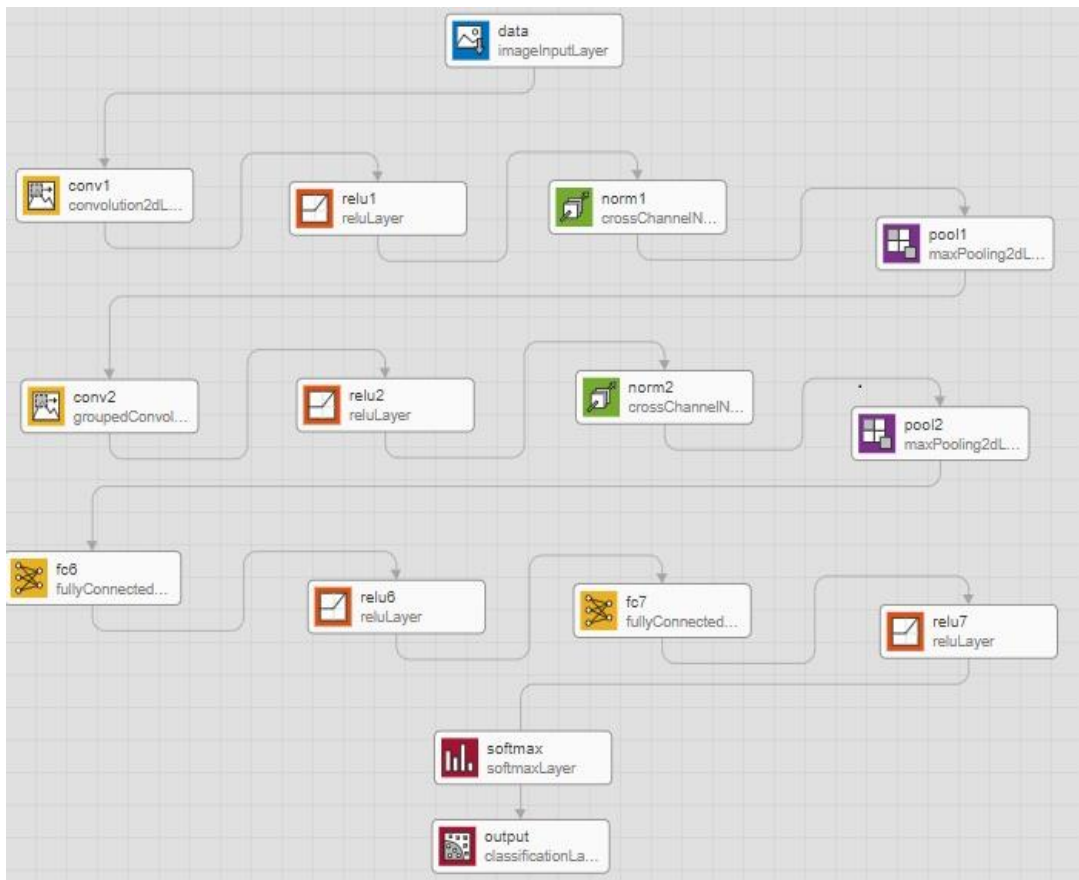 data
imageInputLayer
conv1
convolution2dL...
relu1
reluLayer
norm1
crossChannelN...
pool1
maxPooling2dL...
conv2
groupedConvol...
relu2
reluLayer
norm2
crossChannelN...
pool2
maxPooling2dL...
fc6
fullyConnected...
relu6
reluLayer
fc7
fullyConnected...
relu7
reluLayer
softmax
softmaxLayer
output
classificationLa...